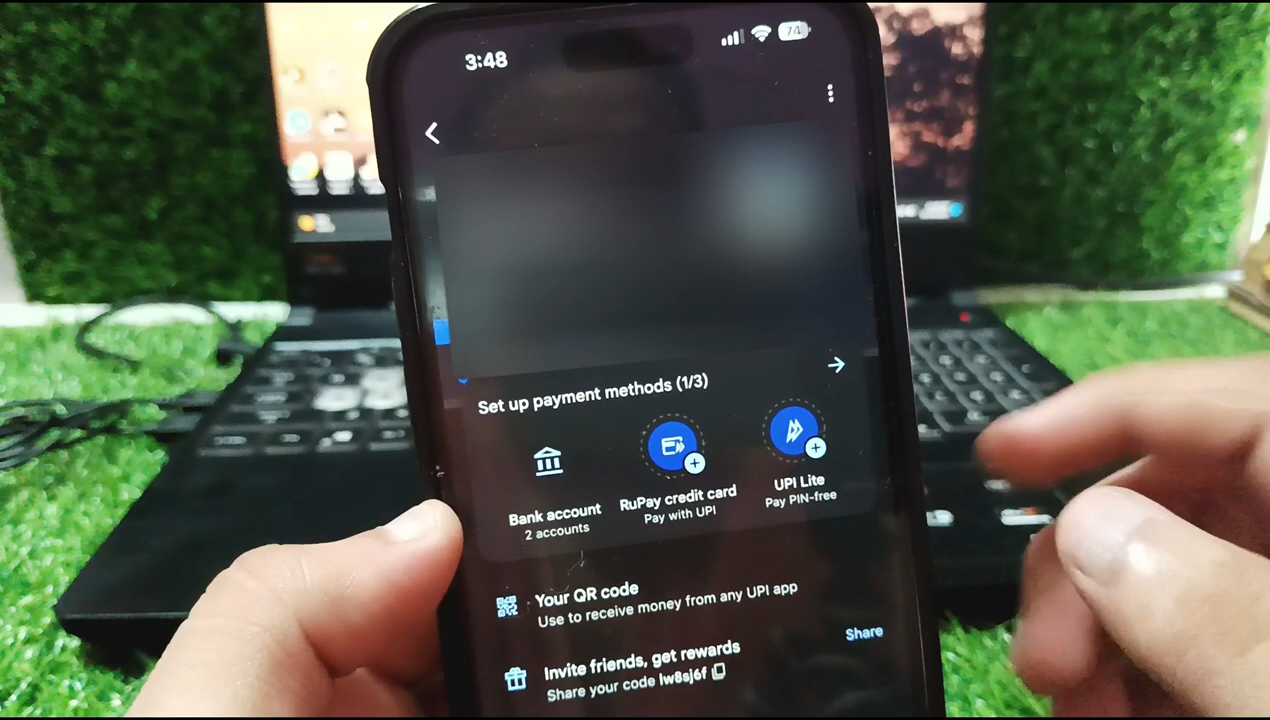 3:48
74
Set up payment methods (1/3)
Bank account
2 accounts
RuPay credit card
Pay with UPI
UPI Lite
Pay PIN-free
Your QR code
Use to receive money from any UPI app
Invite friends, get rewards
Share your code lw8sj6f
Share